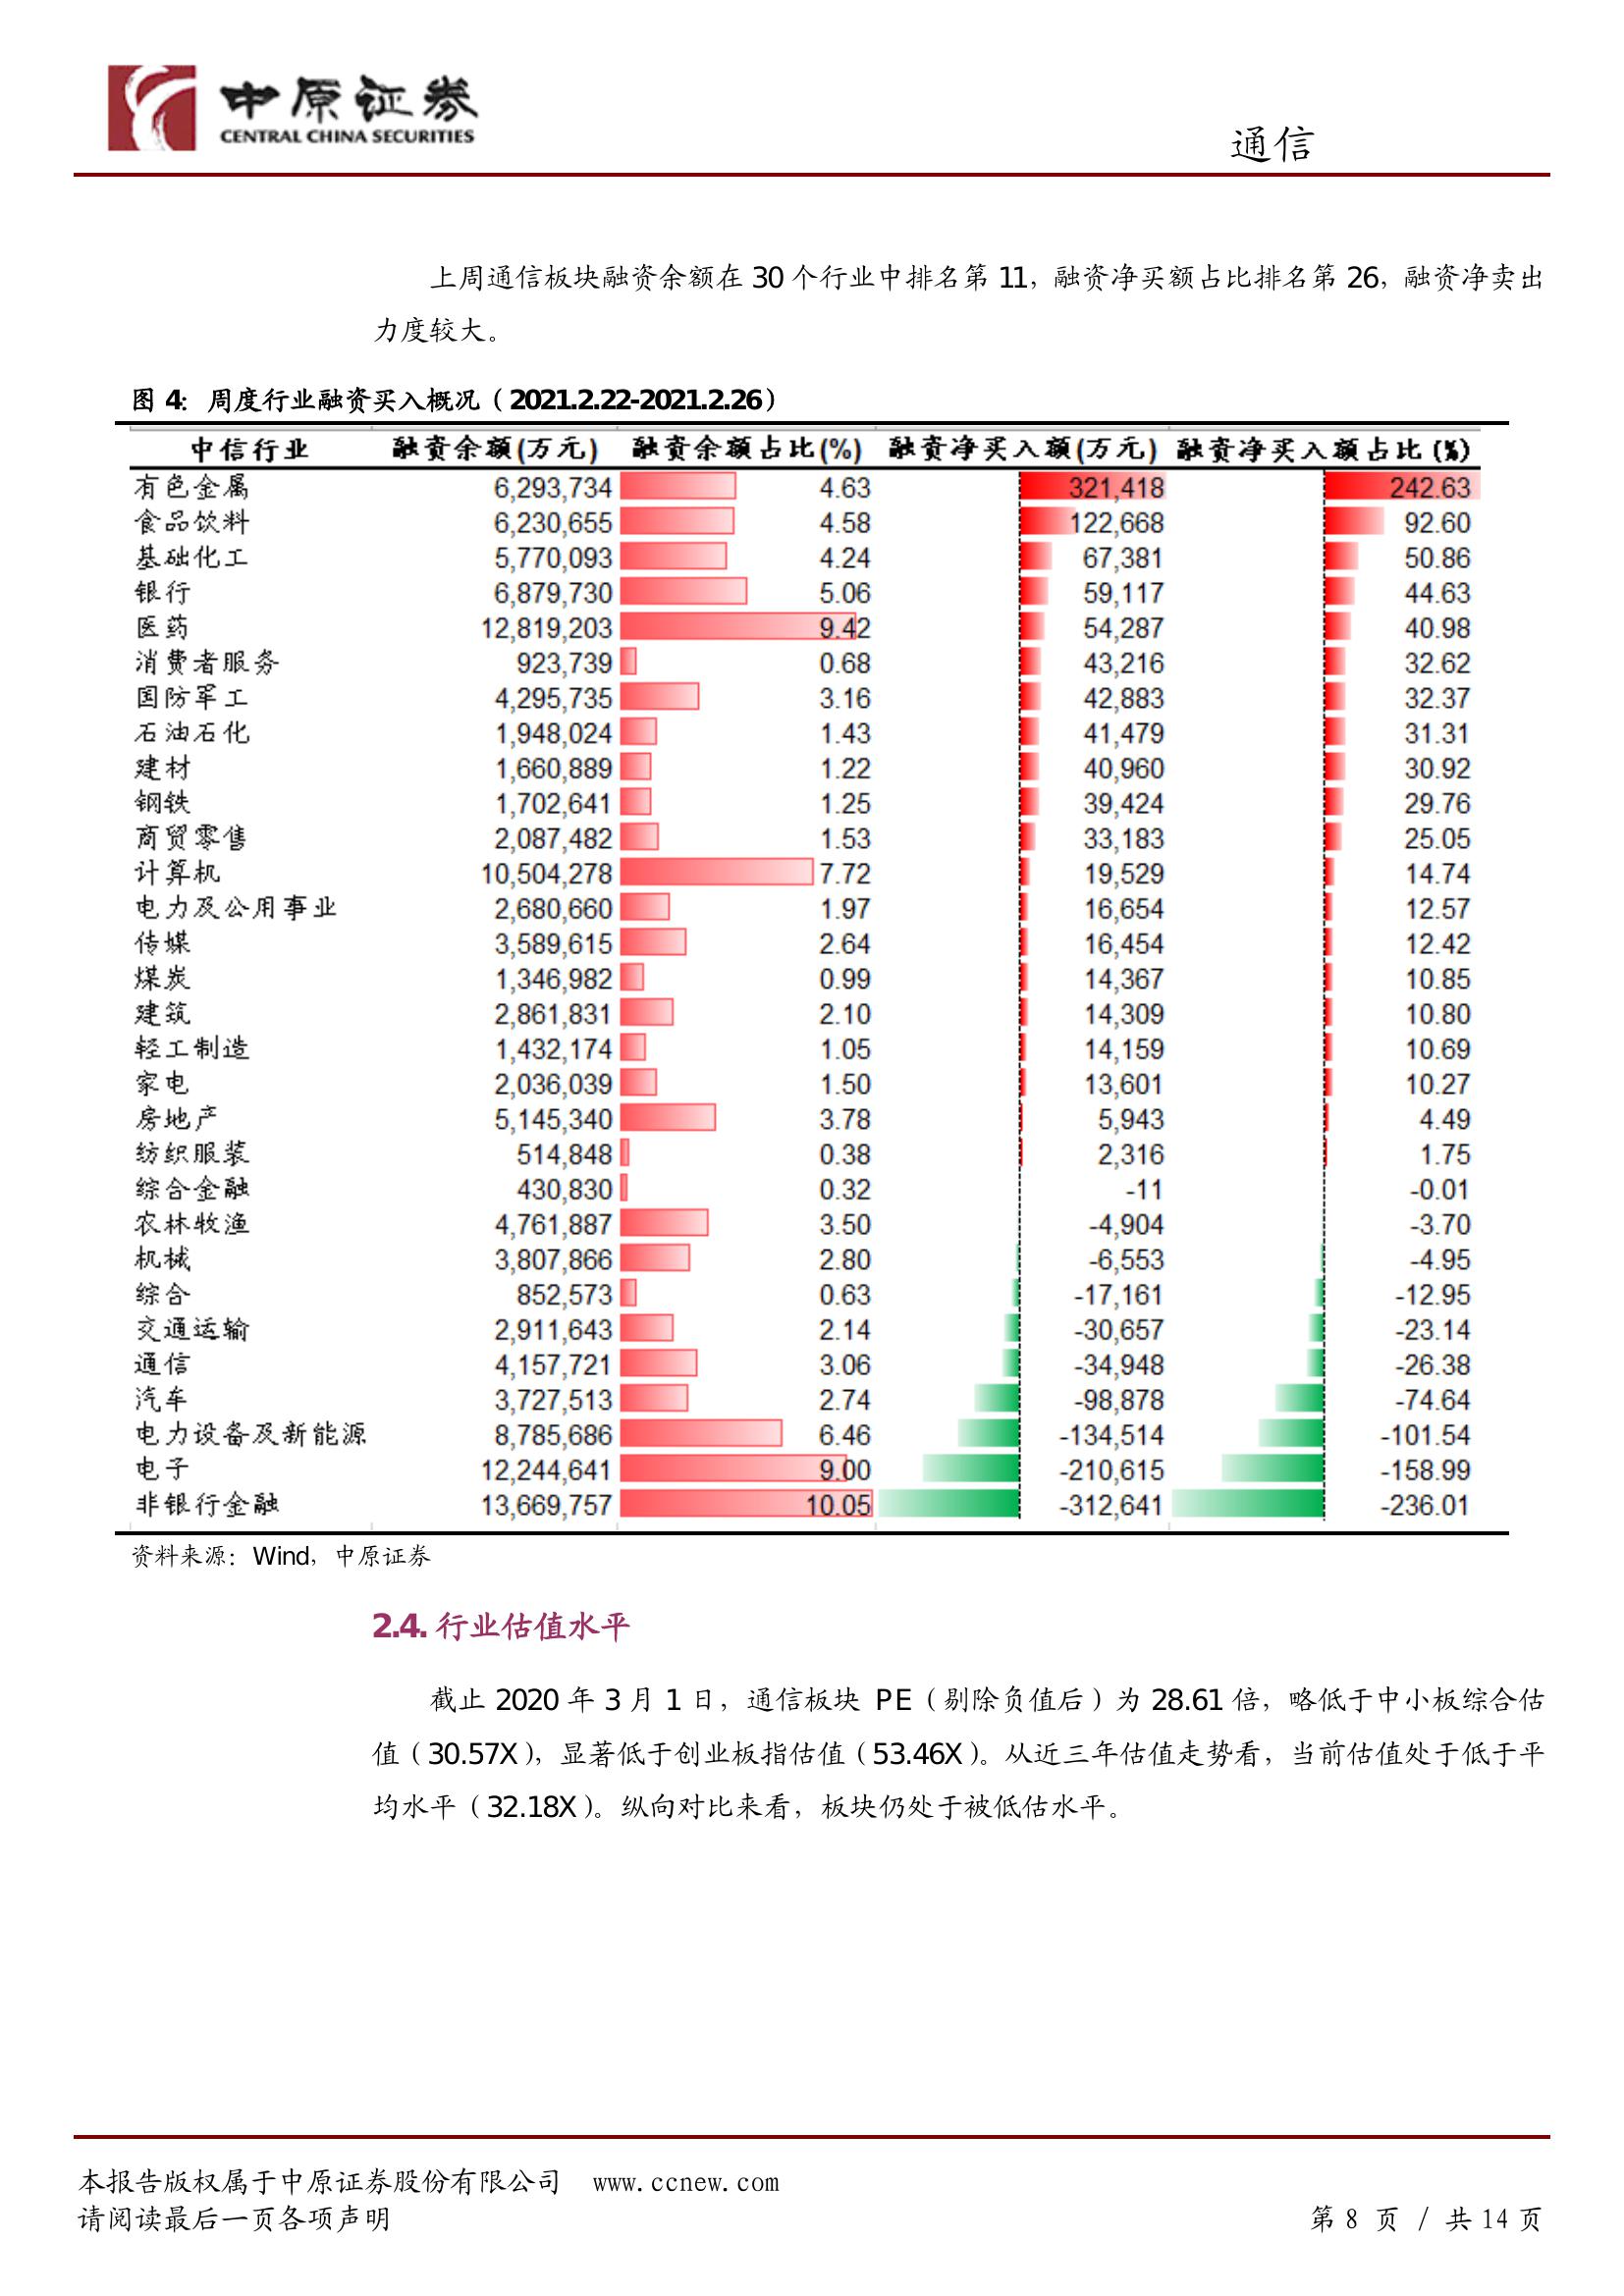 中原证券
CENTRAL CHINA SECURITIES
通信
上周通信板块融资余额在 30 个行业中排名第 11，融资净买额占比排名第 26，融资净卖出
力度较大。
图 4：周度行业融资买入概况（2021.2.22-2021.2.26）
中信行业 融资余额(万元) 融资余额占比(%) 融资净买入额(万元) 融资净买入额占比(%)
有色金属 6,293,734 4.63 321,418 242.63
食品饮料 6,230,655 4.58 122,668 92.60
基础化工 5,770,093 4.24 67,381 50.86
银行 6,879,730 5.06 59,117 44.63
医药 12,819,203 9.42 54,287 40.98
消费者服务 923,739 0.68 43,216 32.62
国防军工 4,295,735 3.16 42,883 32.37
石油石化 1,948,024 1.43 41,479 31.31
建材 1,660,889 1.22 40,960 30.92
钢铁 1,702,641 1.25 39,424 29.76
商贸零售 2,087,482 1.53 33,183 25.05
计算机 10,504,278 7.72 19,529 14.74
电力及公用事业 2,680,660 1.97 16,654 12.57
传媒 3,589,615 2.64 16,454 12.42
煤炭 1,346,982 0.99 14,367 10.85
建筑 2,861,831 2.10 14,309 10.80
轻工制造 1,432,174 1.05 14,159 10.69
家电 2,036,039 1.50 13,601 10.27
房地产 5,145,340 3.78 5,943 4.49
纺织服装 514,848 0.38 2,316 1.75
综合金融 430,830 0.32 -11 -0.01
农林牧渔 4,761,887 3.50 -4,904 -3.70
机械 3,807,866 2.80 -6,553 -4.95
综合 852,573 0.63 -17,161 -12.95
交通运输 2,911,643 2.14 -30,657 -23.14
通信 4,157,721 3.06 -34,948 -26.38
汽车 3,727,513 2.74 -98,878 -74.64
电力设备及新能源 8,785,686 6.46 -134,514 -101.54
电子 12,244,641 9.00 -210,615 -158.99
非银行金融 13,669,757 10.05 -312,641 -236.01
资料来源：Wind，中原证券
2.4. 行业估值水平
截止 2020 年 3 月 1 日，通信板块 PE（剔除负值后）为 28.61 倍，略低于中小板综合估
值（30.57X），显著低于创业板指估值（53.46X）。从近三年估值走势看，当前估值处于低于平
均水平（32.18X）。纵向对比来看，板块仍处于被低估水平。
本报告版权属于中原证券股份有限公司 www.ccnew.com
请阅读最后一页各项声明 第 8 页 / 共 14 页